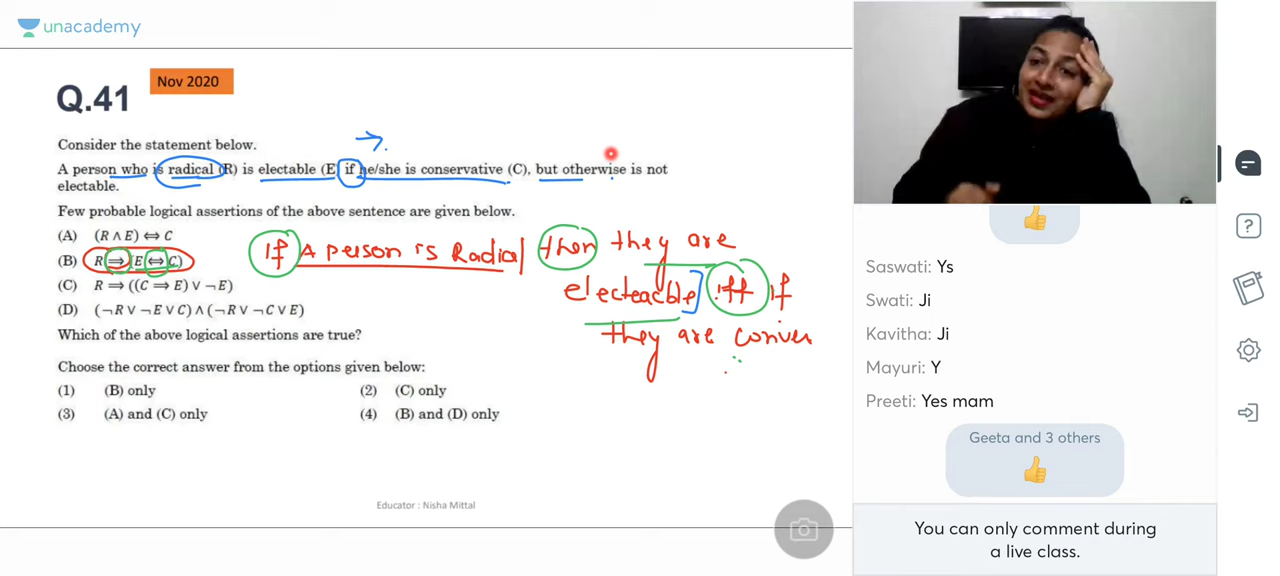 unacademy
Nov 2020
Q.41
Consider the statement below.
A person who is radical (R) is electable (E if he/she is conservative (C), but otherwise is not
electable.
Few probable logical assertions of the above sentence are given below.
(A) (R ∧ E) ⇔ C
(B) R ⇒ (E ⇔ C)
(C) R ⇒ ((C ⇒ E) ∨ ¬E)
(D) (¬R ∨ ¬E ∨ C) ∧ (¬R ∨ ¬C ∨ E)
If A person is Radical then they are
electeacble] iff if
they are conver
Which of the above logical assertions are true?
Choose the correct answer from the options given below:
(1) (B) only (2) (C) only
(3) (A) and (C) only (4) (B) and (D) only
Educator : Nisha Mittal
Saswati: Ys
Swati: Ji
Kavitha: Ji
Mayuri: Y
Preeti: Yes mam
Geeta and 3 others
You can only comment during
a live class.